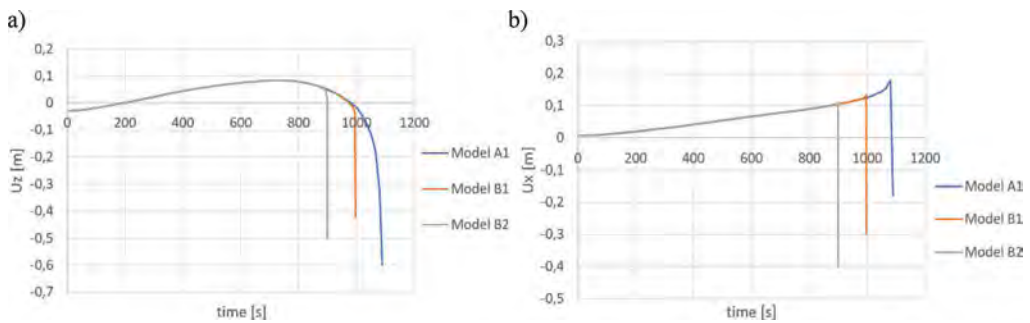 a)
0,2
0,1
0
-0,1
-0,2
-0,3
-0,4
-0,5
-0,6
-0,7
0 200 400 600 800 1000 1200
Uz [m]
time [s]
Model A1
Model B1
Model B2
b)
0,3
0,2
0,1
0
-0,1
-0,2
-0,3
-0,4
-0,5
0 200 400 600 800 1000 1200
Ux [m]
time [s]
Model A1
Model B1
Model B2